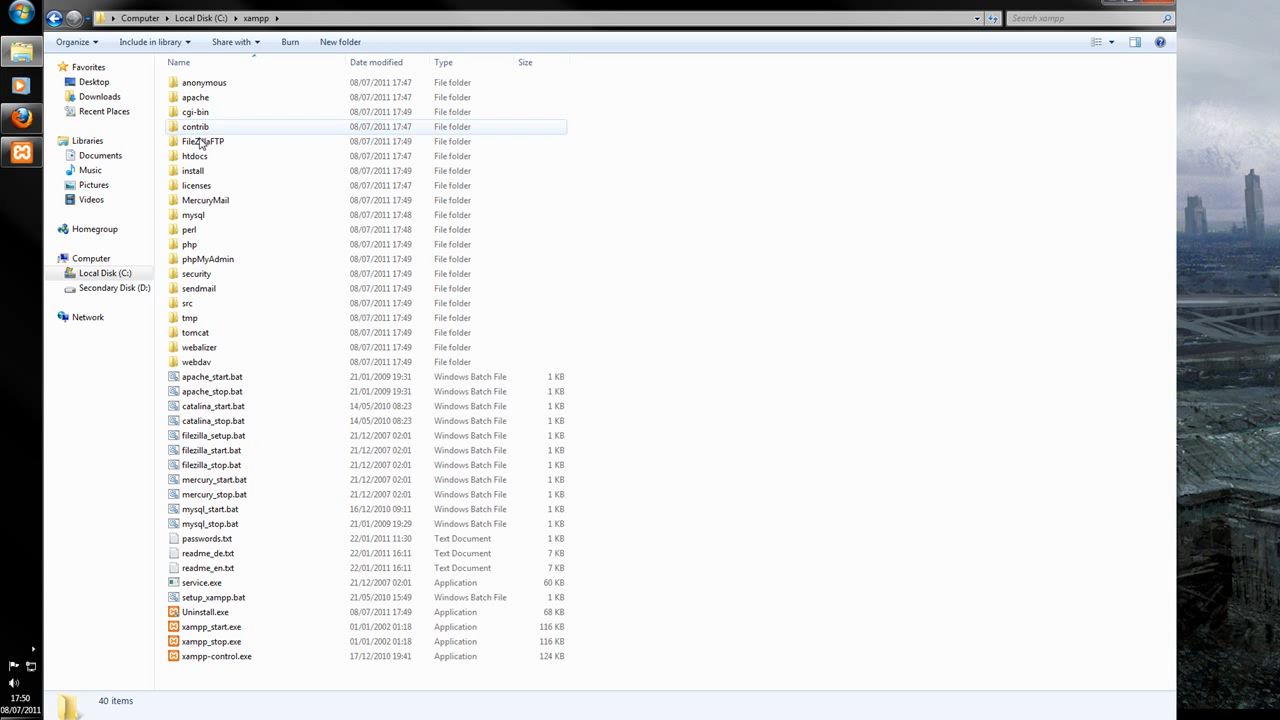 Computer ▸ Local Disk (C:) ▸ xampp ▸
Search xampp
Organize Include in library Share with Burn New folder
Name Date modified Type Size
Favorites
Desktop
Downloads
Recent Places
Libraries
Documents
Music
Pictures
Videos
Homegroup
Computer
Local Disk (C:)
Secondary Disk (D:)
Network
anonymous 08/07/2011 17:47 File folder
apache 08/07/2011 17:47 File folder
cgi-bin 08/07/2011 17:49 File folder
contrib 08/07/2011 17:47 File folder
FileZillaFTP 08/07/2011 17:49 File folder
htdocs 08/07/2011 17:49 File folder
install 08/07/2011 17:49 File folder
licenses 08/07/2011 17:47 File folder
MercuryMail 08/07/2011 17:49 File folder
mysql 08/07/2011 17:48 File folder
perl 08/07/2011 17:48 File folder
php 08/07/2011 17:49 File folder
phpMyAdmin 08/07/2011 17:49 File folder
security 08/07/2011 17:49 File folder
sendmail 08/07/2011 17:49 File folder
src 08/07/2011 17:49 File folder
tmp 08/07/2011 17:49 File folder
tomcat 08/07/2011 17:49 File folder
webalizer 08/07/2011 17:49 File folder
webdav 08/07/2011 17:49 File folder
apache_start.bat 21/01/2009 19:31 Windows Batch File 1 KB
apache_stop.bat 21/01/2009 19:31 Windows Batch File 1 KB
catalina_start.bat 14/05/2010 08:23 Windows Batch File 1 KB
catalina_stop.bat 14/05/2010 08:23 Windows Batch File 1 KB
filezilla_setup.bat 21/12/2007 02:01 Windows Batch File 1 KB
filezilla_start.bat 21/12/2007 02:01 Windows Batch File 1 KB
filezilla_stop.bat 21/12/2007 02:01 Windows Batch File 1 KB
mercury_start.bat 21/12/2007 02:01 Windows Batch File 1 KB
mercury_stop.bat 21/12/2007 02:01 Windows Batch File 1 KB
mysql_start.bat 16/12/2010 09:11 Windows Batch File 1 KB
mysql_stop.bat 21/01/2009 19:29 Windows Batch File 1 KB
passwords.txt 22/01/2011 11:30 Text Document 1 KB
readme_de.txt 22/01/2011 16:11 Text Document 7 KB
readme_en.txt 22/01/2011 16:11 Text Document 7 KB
service.exe 21/12/2007 02:01 Application 60 KB
setup_xampp.bat 21/05/2010 15:49 Windows Batch File 1 KB
Uninstall.exe 08/07/2011 17:49 Application 68 KB
xampp_start.exe 01/01/2002 01:18 Application 116 KB
xampp_stop.exe 01/01/2002 01:18 Application 116 KB
xampp-control.exe 17/12/2010 19:41 Application 124 KB
40 items
17:50
08/07/2011